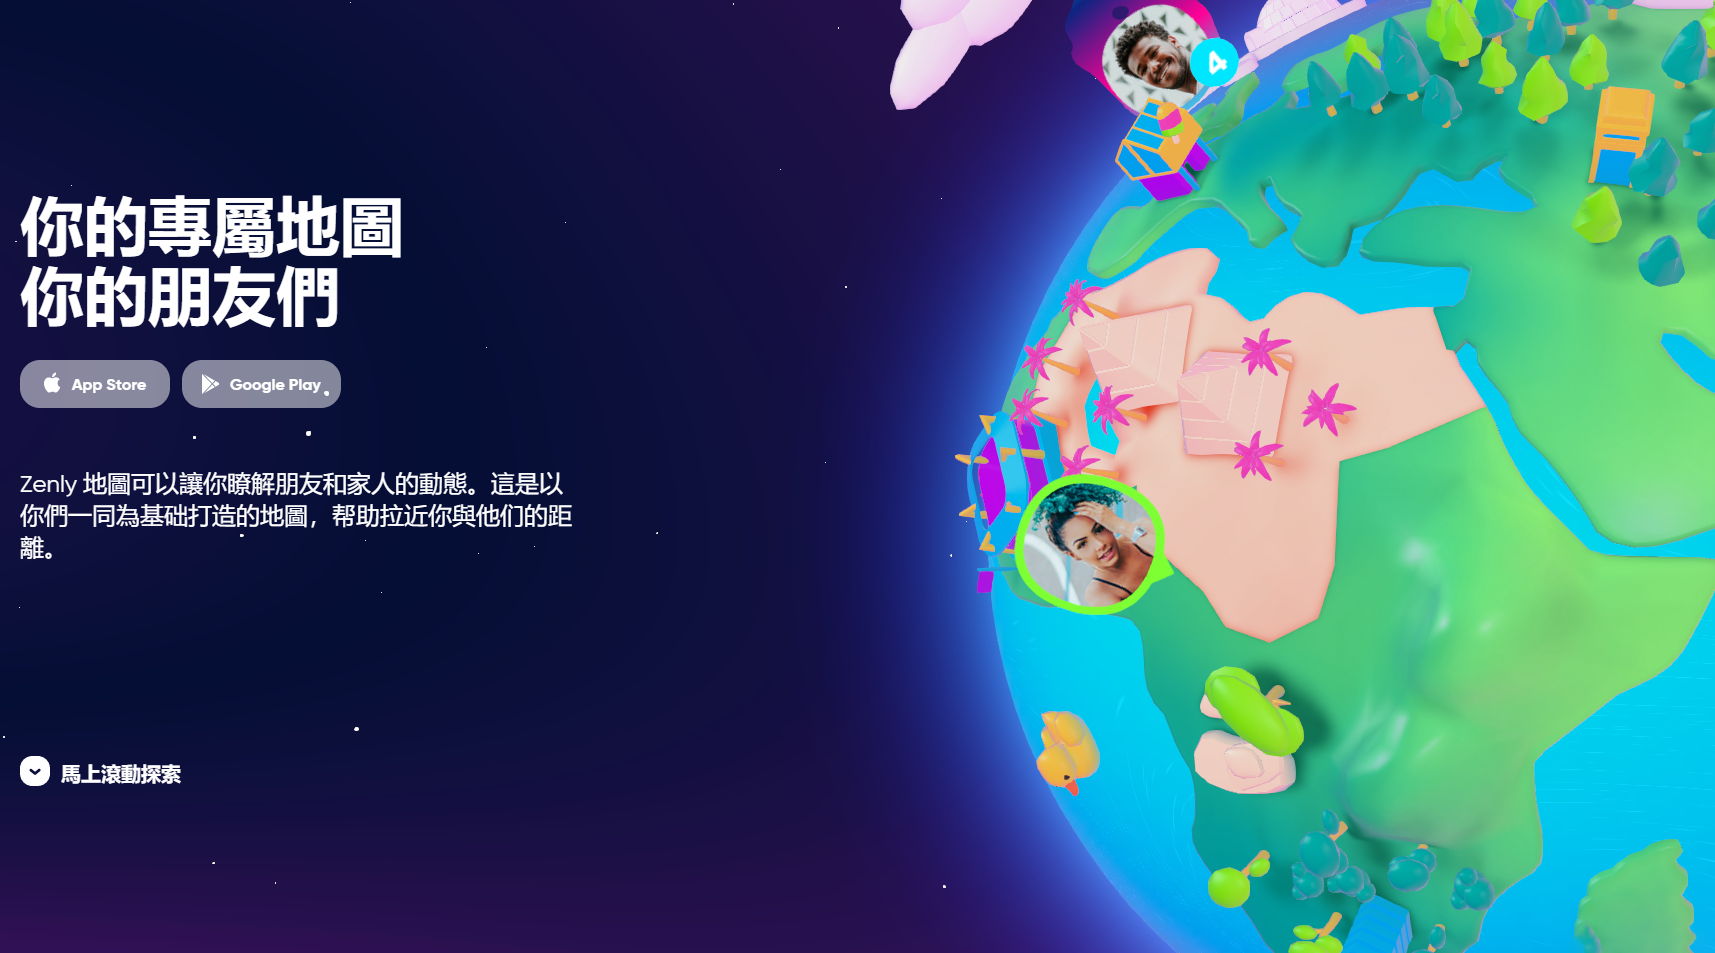 你的專屬地圖
你的朋友們
App Store
Google Play
Zenly 地圖可以讓你瞭解朋友和家人的動態。這是以
你們一同為基础打造的地圖，帮助拉近你與他们的距
離。
馬上滾動探索